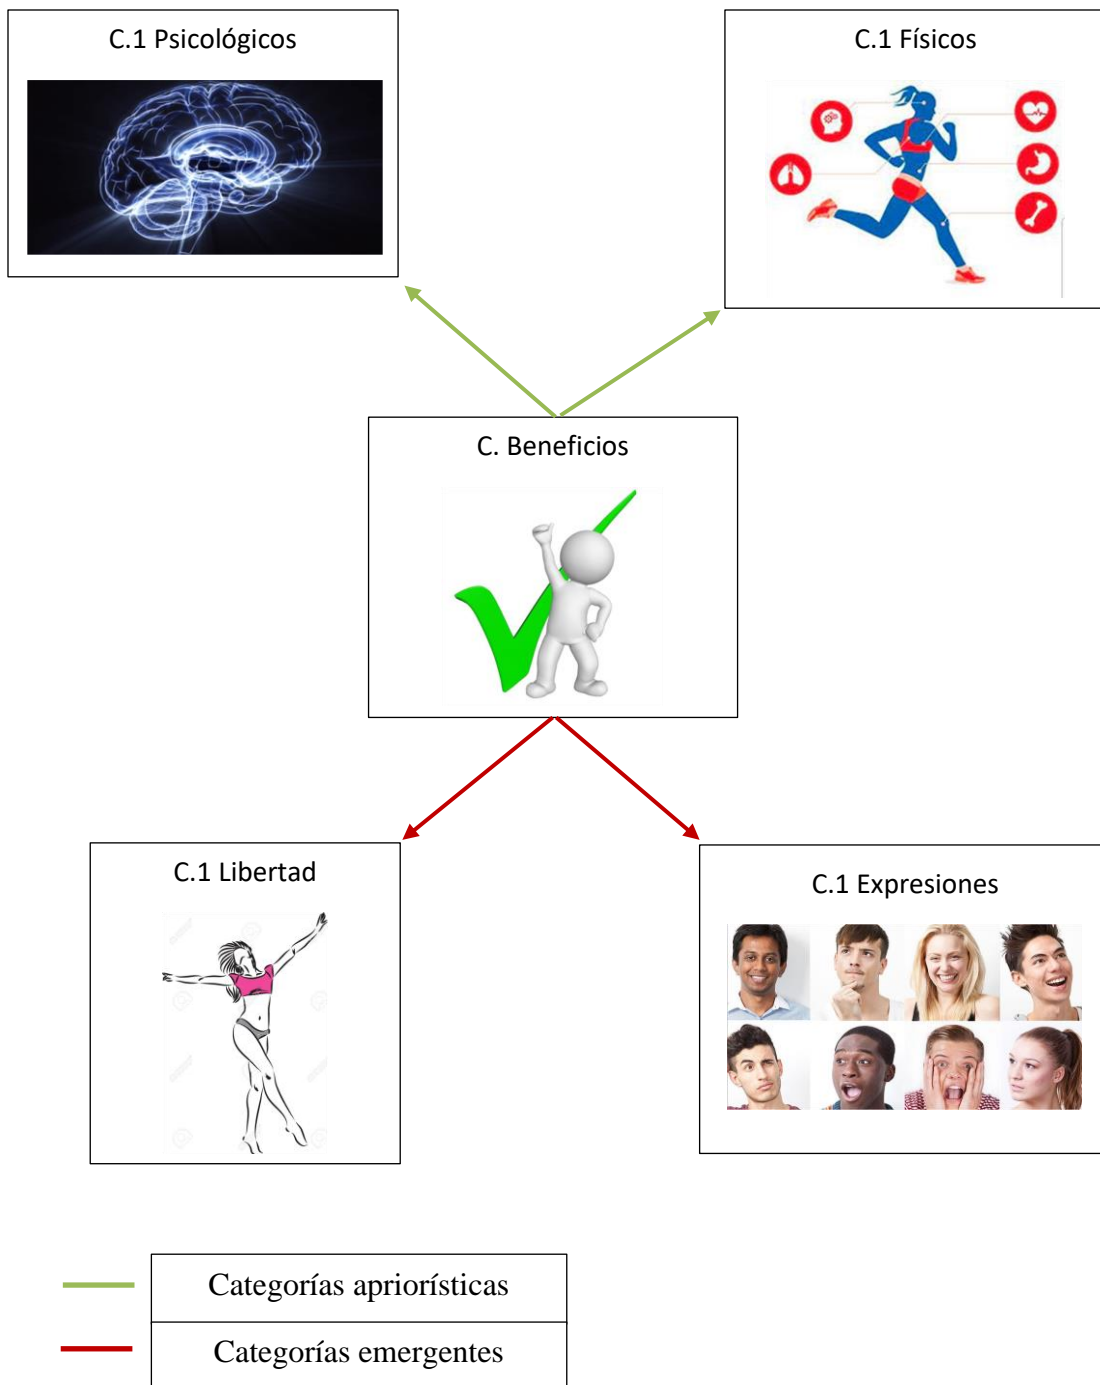 C.1 Psicológicos
C.1 Físicos
C. Beneficios
C.1 Libertad
C.1 Expresiones
Categorías apriorísticas
Categorías emergentes